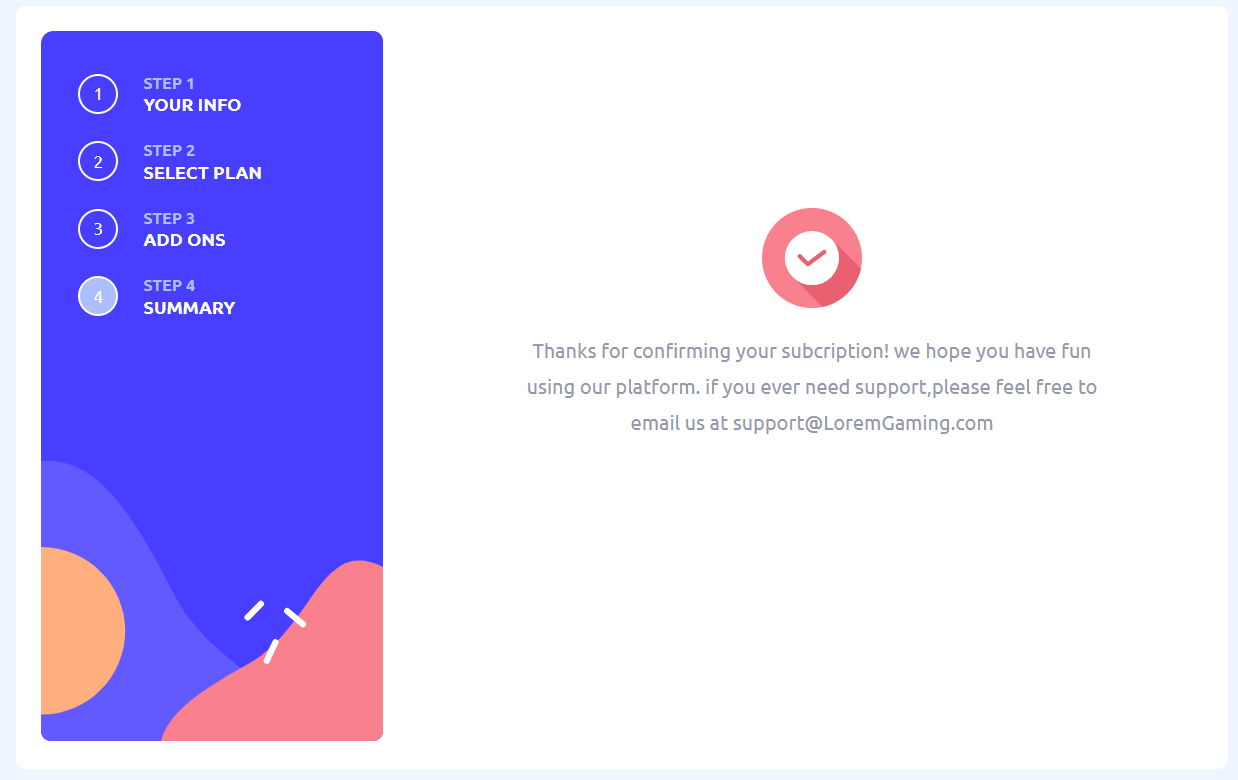 1
STEP 1
YOUR INFO
2
STEP 2
SELECT PLAN
3
STEP 3
ADD ONS
4
STEP 4
SUMMARY
Thanks for confirming your subcription! we hope you have fun
using our platform. if you ever need support,please feel free to
email us at support@LoremGaming.com